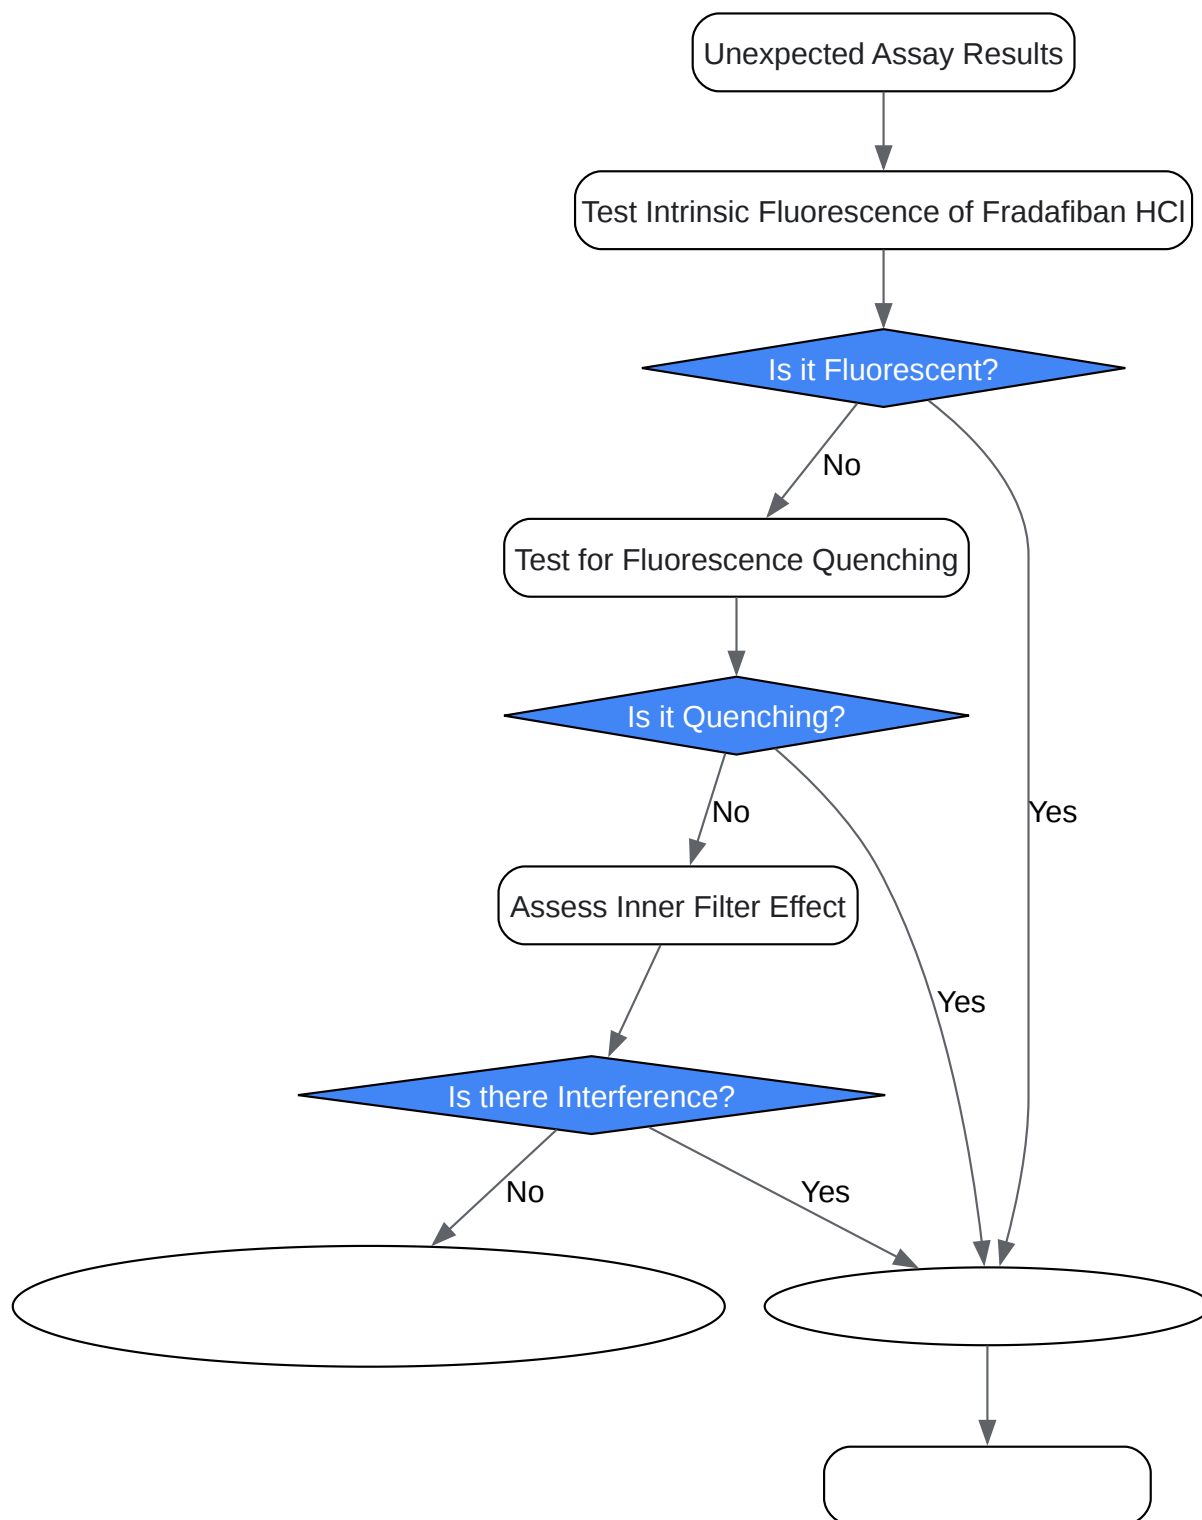 Unexpected Assay Results
Test Intrinsic Fluorescence of Fradafiban HCl
Is it Fluorescent?
No
Test for Fluorescence Quenching
Is it Quenching?
No
Yes
Assess Inner Filter Effect
Yes
Is there Interference?
No
Yes